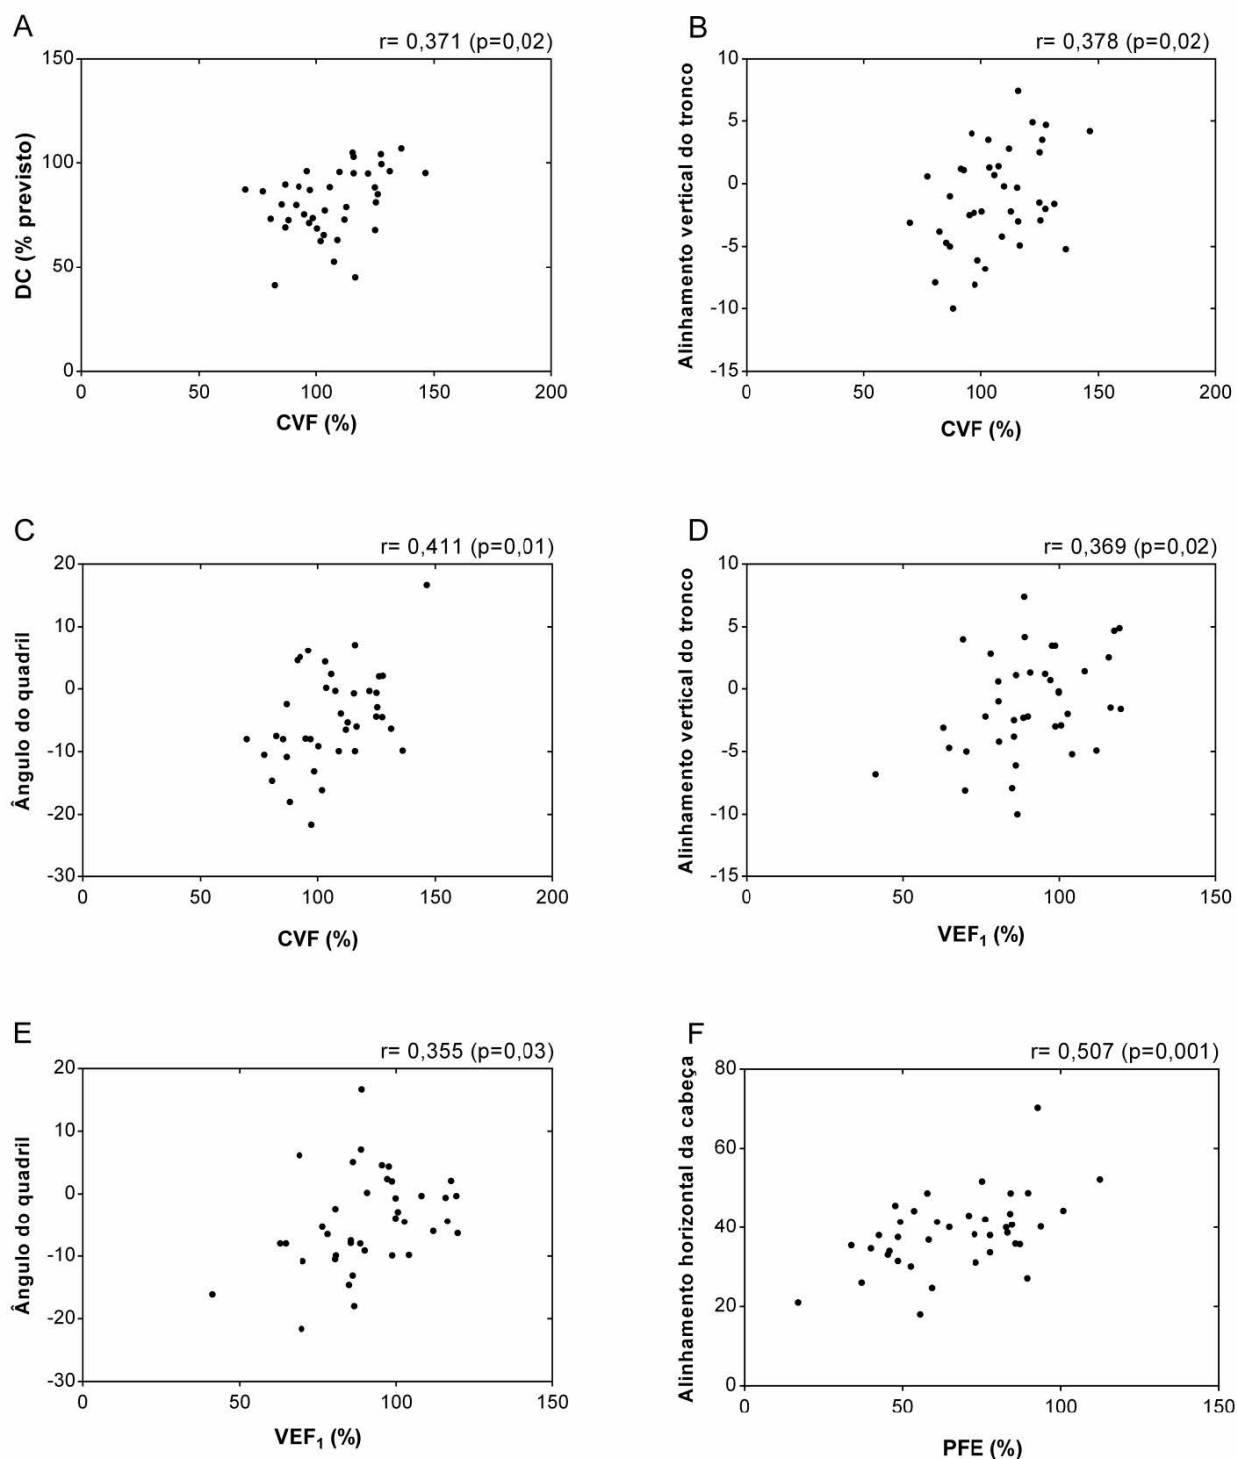 A
r= 0,371 (p=0,02)
DC (% previsto)
150
100
50
0
0 50 100 150 200
CVF (%)
B
r= 0,378 (p=0,02)
Alinhamento vertical do tronco
10
5
0
-5
-10
-15
0 50 100 150 200
CVF (%)
C
r= 0,411 (p=0,01)
Ângulo do quadril
20
10
0
-10
-20
-30
0 50 100 150 200
CVF (%)
D
r= 0,369 (p=0,02)
Alinhamento vertical do tronco
10
5
0
-5
-10
-15
0 50 100 150
VEF₁ (%)
E
r= 0,355 (p=0,03)
Ângulo do quadril
20
10
0
-10
-20
-30
0 50 100 150
VEF₁ (%)
F
r= 0,507 (p=0,001)
Alinhamento horizontal da cabeça
80
60
40
20
0
0 50 100 150
PFE (%)